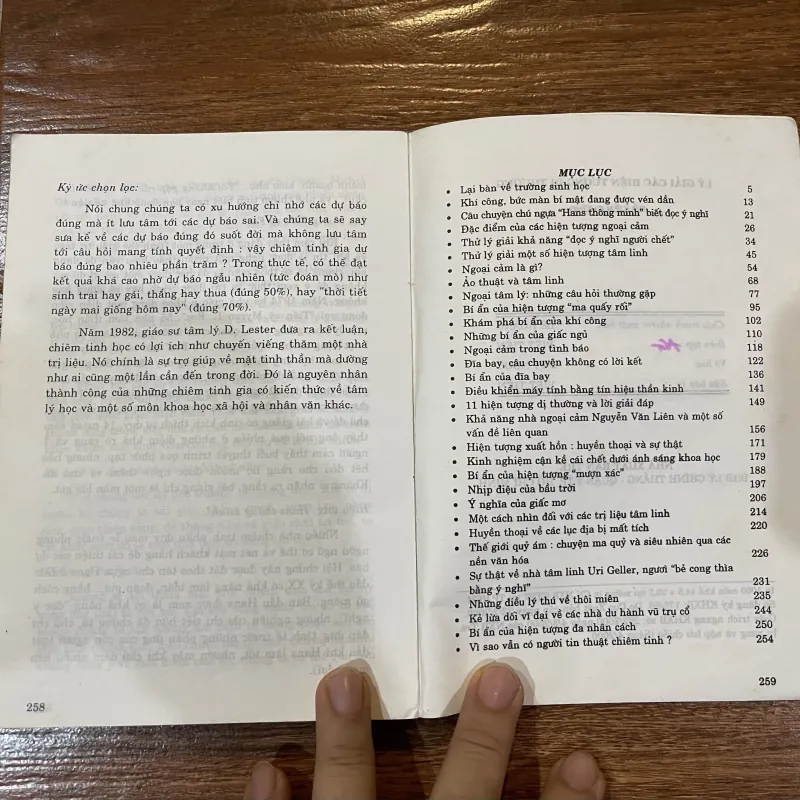 Ký ức chọn lọc:
Nói chung chúng ta có xu hướng chỉ nhớ các dự báo
đúng mà ít lưu tâm tới các dự báo sai. Và chúng ta sẽ say
sưa kể về các dự báo đúng đó suốt đời mà không lưu tâm
tới câu hỏi mang tính quyết định : vậy chiêm tinh gia dự
báo đúng bao nhiêu phần trăm ? Trong thực tế, có thể đạt
kết quả khá cao nhờ dự báo ngẫu nhiên (tức đoán mò) như
sinh trai hay gái, thắng hay thua (đúng 50%), hay "thời tiết
ngày mai giống hôm nay" (đúng 70%).
Năm 1982, giáo sư tâm lý D. Lester đưa ra kết luận,
chiêm tinh học có lợi ích như chuyến viếng thăm một nhà
trị liệu. Nó chính là sự trợ giúp về mặt tinh thần mà dường
như ai cũng một lần cần đến trong đời. Đó là nguyên nhân
thành công của những chiêm tinh gia có kiến thức về tâm
lý học và một số môn khoa học xã hội và nhân văn khác.
258
MỤC LỤC
• Lại bàn về trường sinh học 5
• Khí công, bức màn bí mật đang được vén dần 13
• Câu chuyện chú ngựa "Hans thông minh" biết đọc ý nghĩ 21
• Đặc điểm của các hiện tượng ngoại cảm 26
• Thử lý giải khả năng "đọc ý nghĩ người chết" 34
• Thử lý giải một số hiện tượng tâm linh 45
• Ngoại cảm là gì? 54
• Ảo thuật và tâm linh 68
• Ngoại tâm lý: những câu hỏi thường gặp 77
• Bí ẩn của hiện tượng "ma quấy rối" 95
• Khám phá bí ẩn của khí công 102
• Những bí ẩn của giấc ngủ 110
• Ngoại cảm trong tình báo 118
• Đĩa bay, câu chuyện không có lời kết 122
• Bí ẩn của đĩa bay 136
• Điều khiển máy tính bằng tín hiệu thần kinh 141
• 11 hiện tượng dị thường và lời giải đáp 149
• Khả năng nhà ngoại cảm Nguyễn Văn Liên và một số
vấn đề liên quan 156
• Hiện tượng xuất hồn : huyền thoại và sự thật 171
• Kinh nghiệm cận kề cái chết dưới ánh sáng khoa học 179
• Bí ẩn của hiện tượng "mượn xác" 188
• Nhịp điệu của bầu trời 197
• Ý nghĩa của giấc mơ 206
• Một cách nhìn đối với các trị liệu tâm linh 214
• Huyền thoại về các lục địa bị mất tích 220
• Thế giới quỷ ám : chuyện ma quỷ và siêu nhiên qua các
nền văn hóa 226
• Sự thật về nhà tâm linh Uri Geller, ngươì "bẻ cong thìa
bằng ý nghĩ" 231
• Những điều lý thú về thôi miên 235
• Kẻ lừa dối vĩ đại về các nhà du hành vũ trụ cổ 244
• Bí ẩn của hiện tượng đa nhân cách 250
• Vì sao vẫn có người tin thuật chiêm tinh ? 254
259